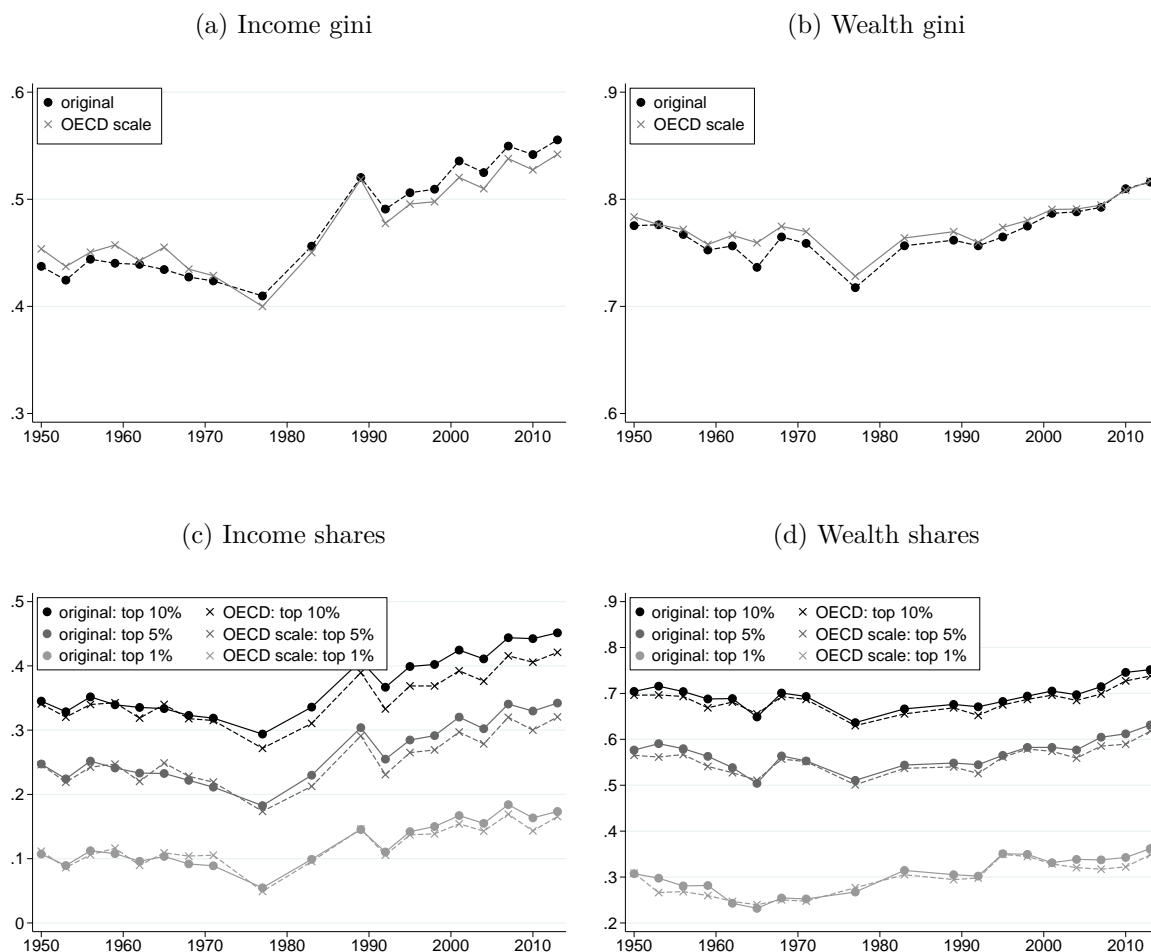 (a) Income gini
.6
.5
.4
.3
original
OECD scale
1950 1960 1970 1980 1990 2000 2010
(b) Wealth gini
.9
.8
.7
.6
original
OECD scale
1950 1960 1970 1980 1990 2000 2010
(c) Income shares
.5
.4
.3
.2
.1
0
original: top 10% OECD: top 10%
original: top 5% OECD scale: top 5%
original: top 1% OECD scale: top 1%
1950 1960 1970 1980 1990 2000 2010
(d) Wealth shares
.9
.8
.7
.6
.5
.4
.3
.2
original: top 10% OECD: top 10%
original: top 5% OECD scale: top 5%
original: top 1% OECD scale: top 1%
1950 1960 1970 1980 1990 2000 2010